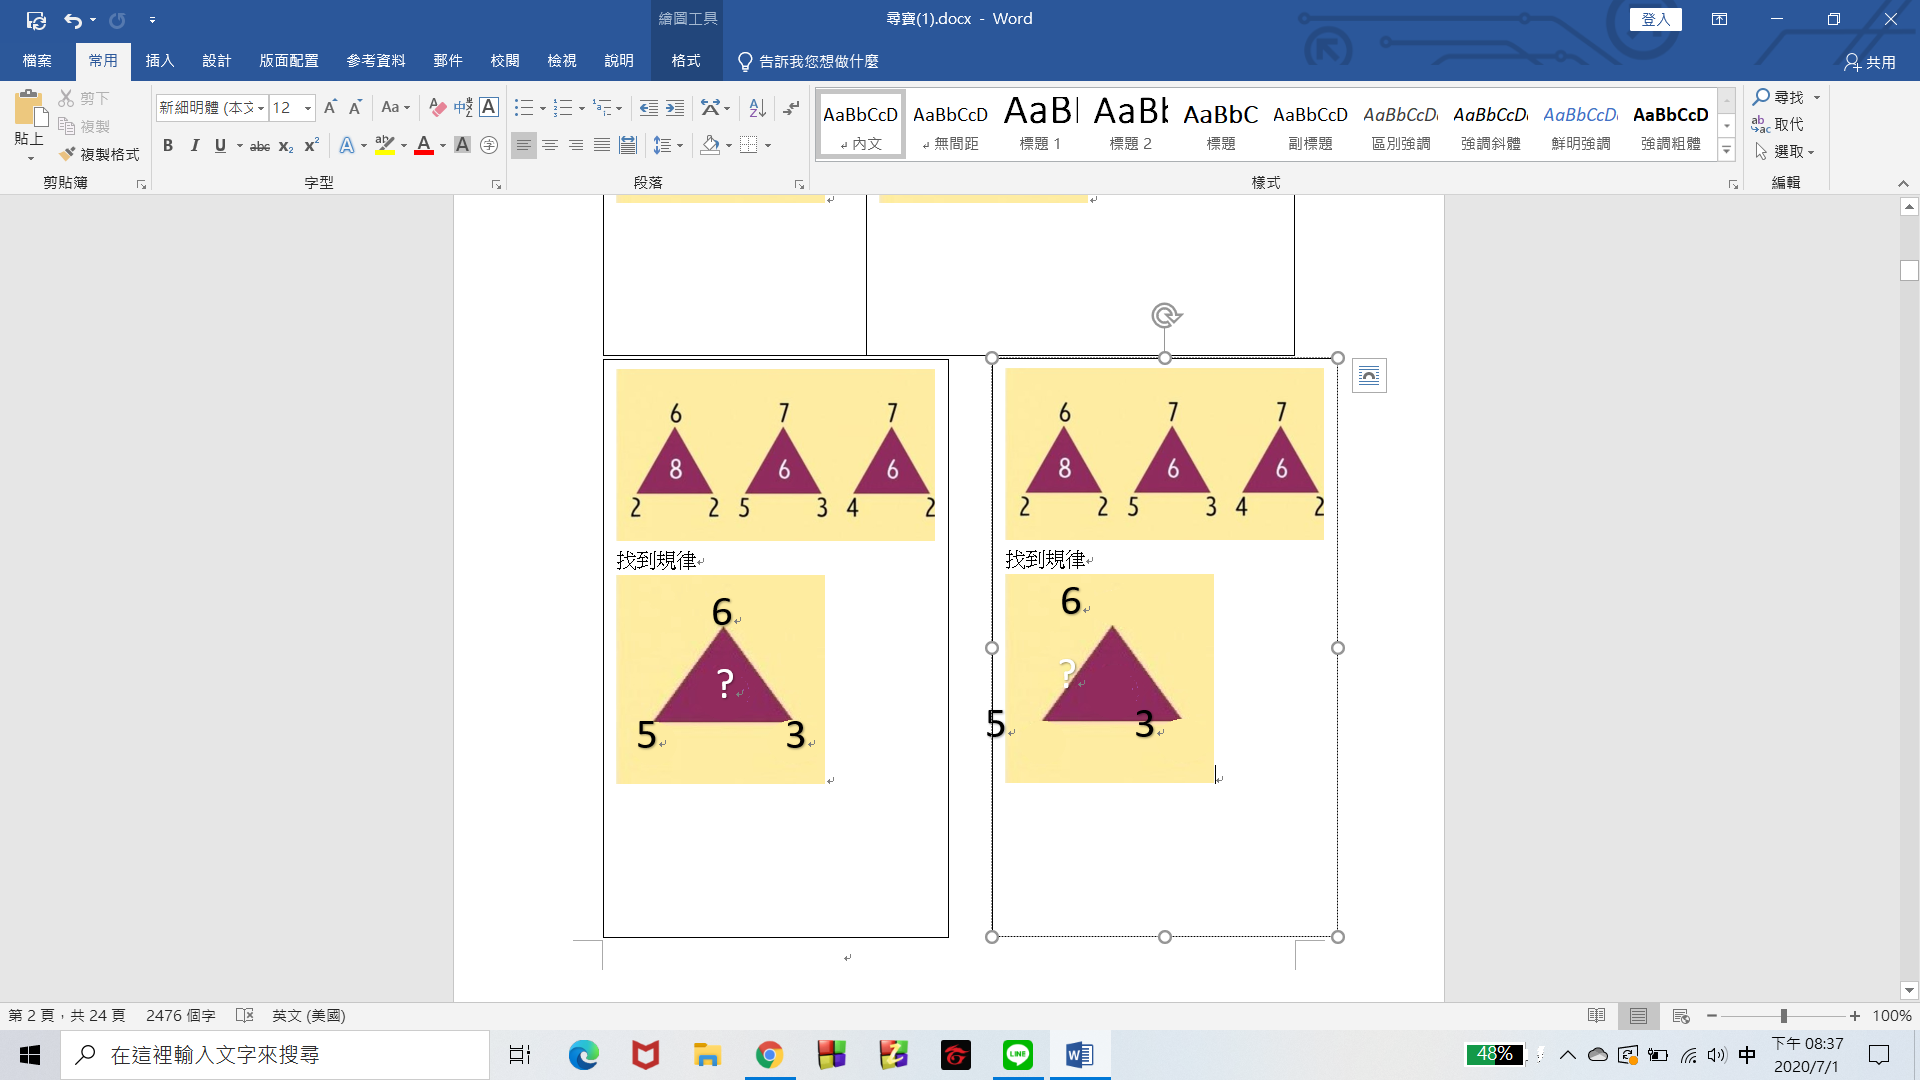 繪圖工具
尋寶(1).docx - Word
登入
檔案 常用 插入 設計 版面配置 參考資料 郵件 校閱 檢視 說明 格式 告訴我您想做什麼 共用
貼上
剪下
複製
複製格式
剪貼簿
新細明體 (本文 12 Aa
B I U abc x₂ x² A ab A A 字
字型
段落
AaBbCcD AaBbCcD AaBb AaBb AaBbC AaBbCcD AaBbCcD AaBbCcD AaBbCcD AaBbCcD
內文 無間距 標題 1 標題 2 標題 副標題 區別強調 強調斜體 鮮明強調 強調粗體
樣式
尋找
取代
選取
編輯
6 7 7
8 6 6
2 2 5 3 4 2
找到規律
6
?
5 3
6 7 7
8 6 6
2 2 5 3 4 2
找到規律
6
?
5 3
第 2 頁,共 24 頁 2476 個字 英文 (美國) 100%
在這裡輸入文字來搜尋
LINE
48%
中
下午 08:37
2020/7/1